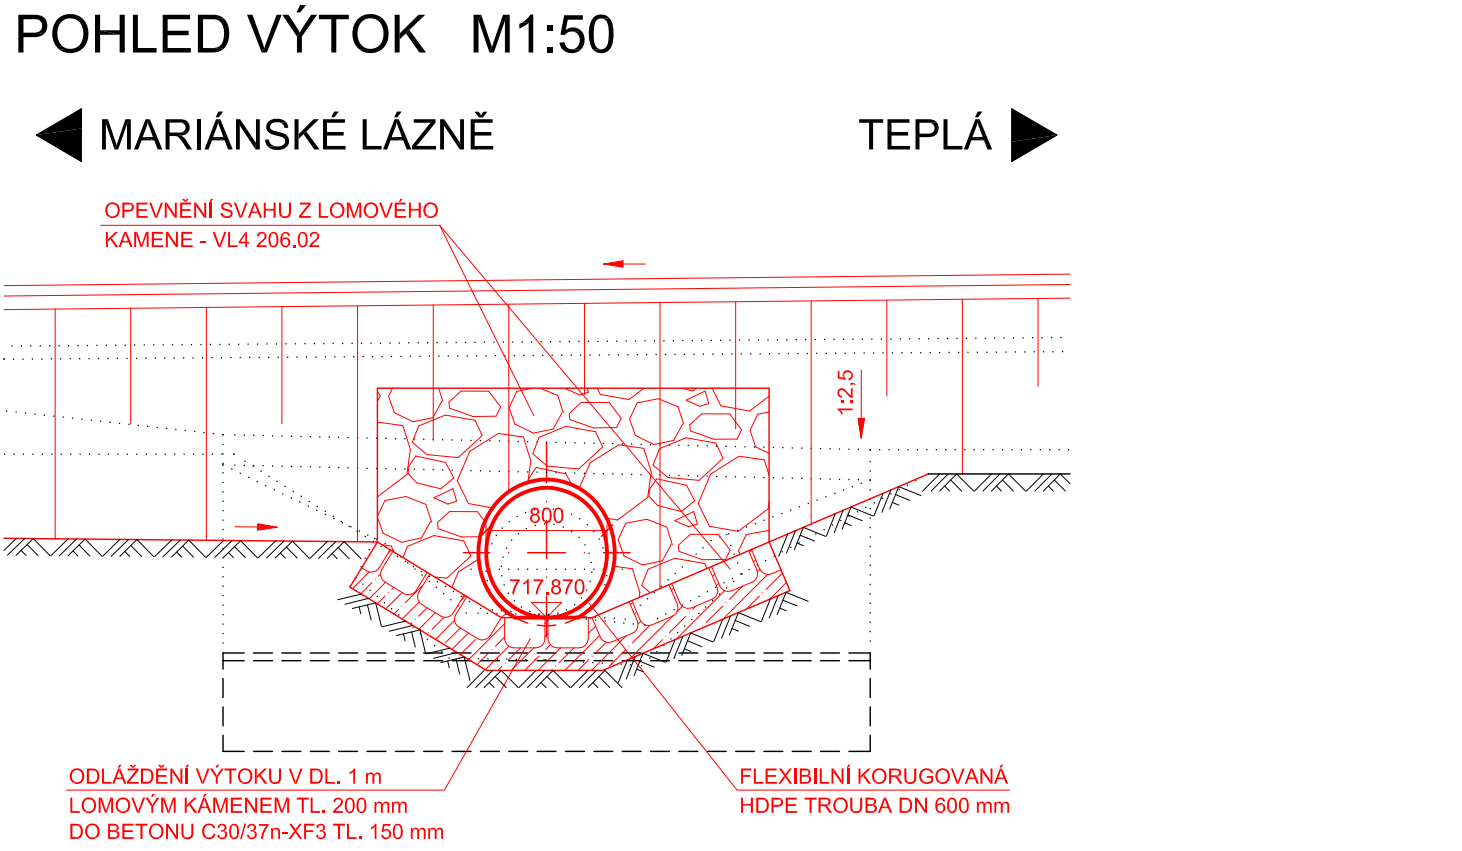 POHLED VÝTOK M1:50
MARIÁNSKÉ LÁZNĚ
TEPLÁ
OPEVNĚNÍ SVAHU Z LOMOVÉHO
KAMENE - VL4 206.02
1:2,5
800
717.870
ODLÁŽDĚNÍ VÝTOKU V DL. 1 m
LOMOVÝM KÁMENEM TL. 200 mm
DO BETONU C30/37n-XF3 TL. 150 mm
FLEXIBILNÍ KORUGOVANÁ
HDPE TROUBA DN 600 mm